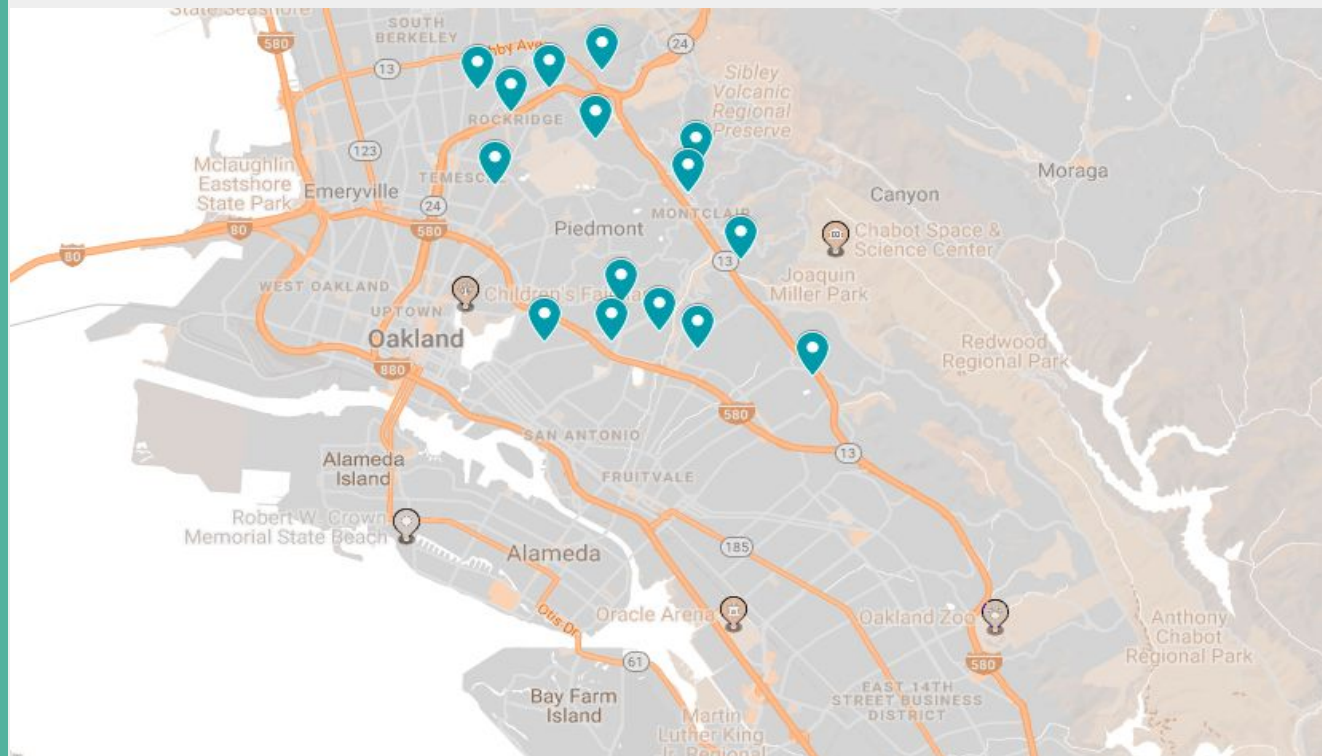 State Seashore
SOUTH
BERKELEY
580
13
24
Sibley
Volcanic
Regional
Preserve
ROCKRIDGE
123
Mclaughlin
Eastshore
State Park
Emeryville
24
Moraga
Canyon
MONTCLAIR
Piedmont
80
580
Chabot Space &
Science Center
80
13
Joaquin
Miller Park
WEST OAKLAND
Children's
UPTOWN
Oakland
Redwood
Regional Park
880
580
SAN ANTONIO
13
Alameda
Island
FRUITVALE
Robert W. Crown
Memorial State Beach
Alameda
185
Oracle Arena
Oakland Zoo
Otis Dr
Anthony
Chabot
Regional Park
61
580
Bay Farm
Island
EAST 14TH
STREET BUSINESS
DISTRICT
Martin
Luther King
Jr. Regional